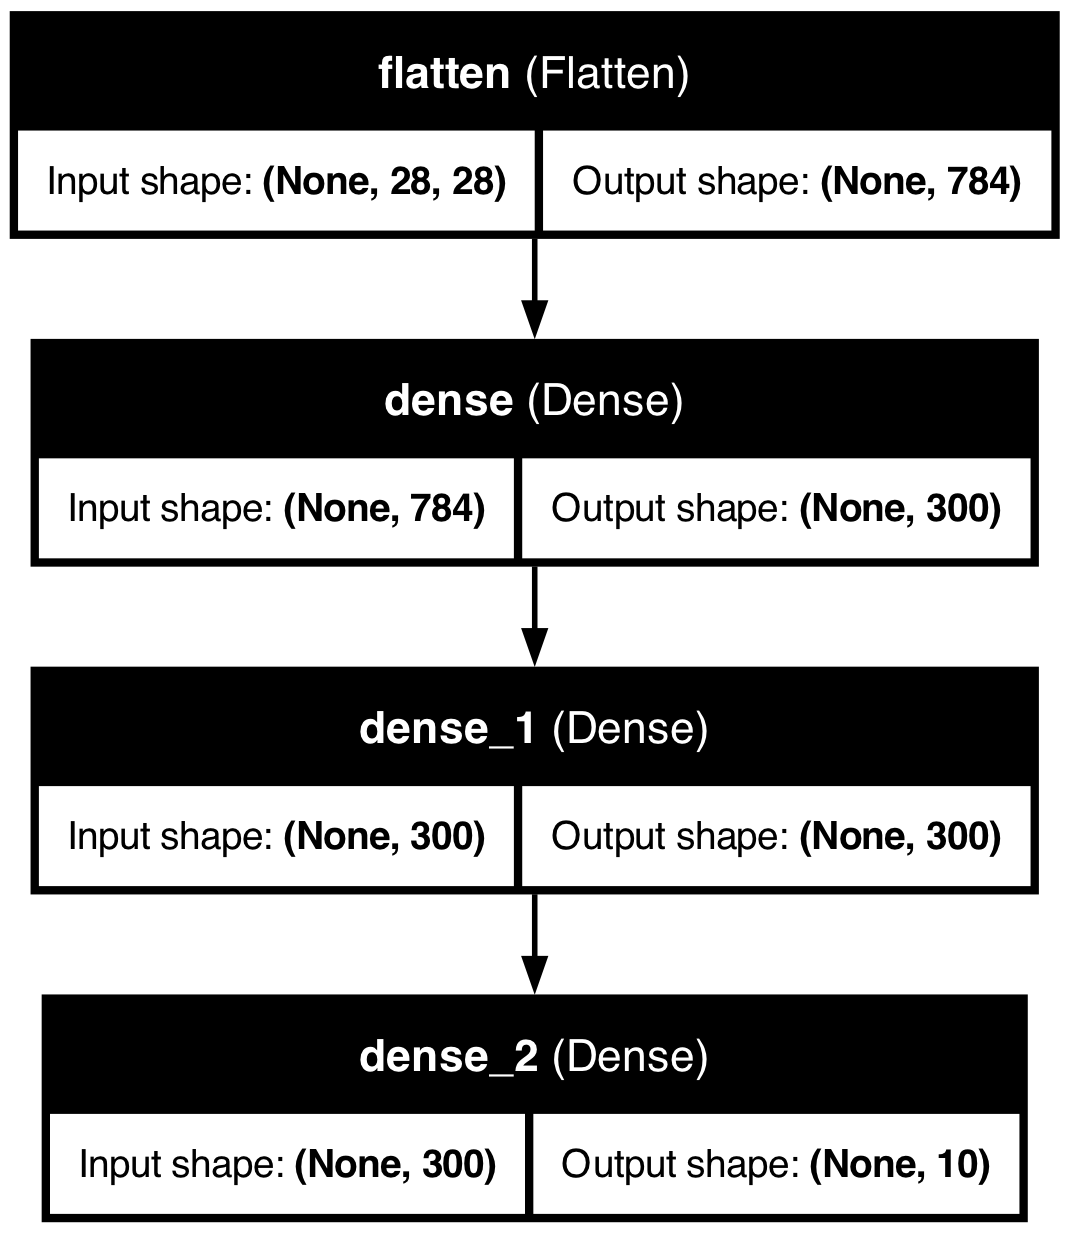 flatten (Flatten)
Input shape: (None, 28, 28)
Output shape: (None, 784)
dense (Dense)
Input shape: (None, 784)
Output shape: (None, 300)
dense_1 (Dense)
Input shape: (None, 300)
Output shape: (None, 300)
dense_2 (Dense)
Input shape: (None, 300)
Output shape: (None, 10)